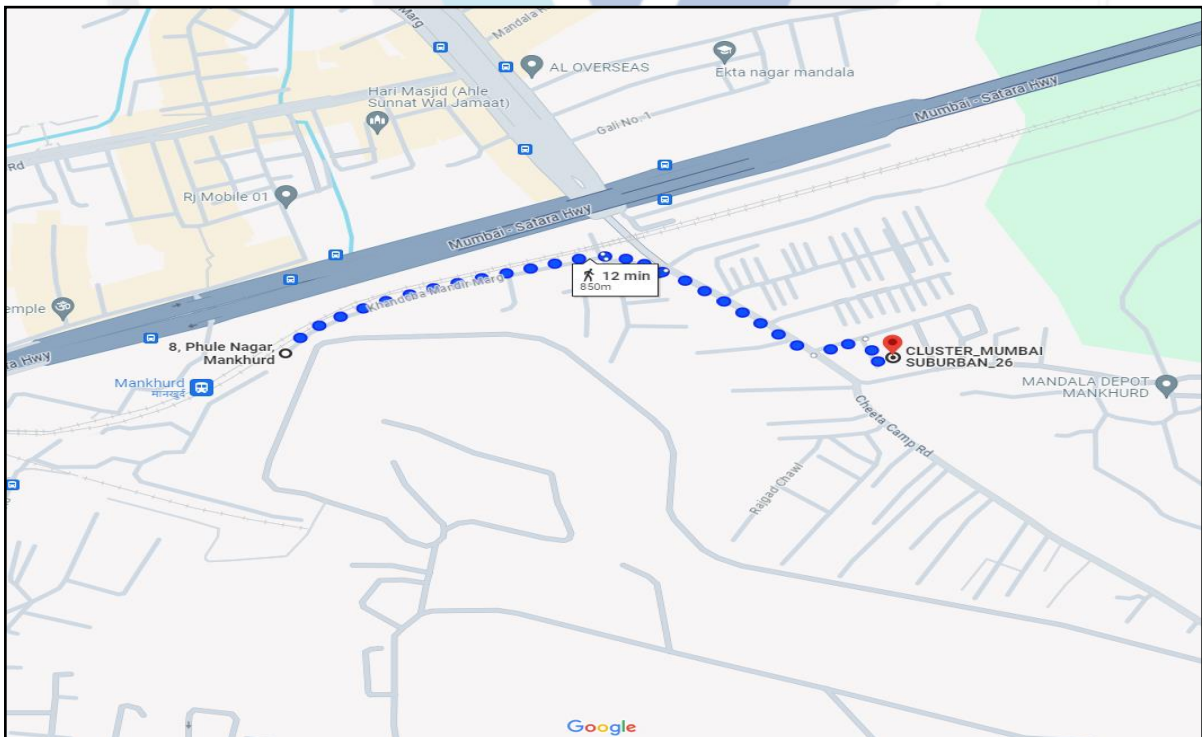 Marg
Mandala
AL OVERSEAS
Ekta nagar mandala
Hari Masjid (Ahle
Sunnat Wal Jamaat)
Gali No. 1
Mumbai - Satara Hwy
Rd
Rj Mobile 01
Mumbai - Satara Hwy
12 min
850m
Khandoba Mandir Marg
emple
8, Phule Nagar,
Mankhurd
CLUSTER_MUMBAI
SUBURBAN_26
Mankhurd
मानखुर्द
MANDALA DEPOT
MANKHURD
Cheeta Camp Rd
Rajgad Chawl
Google